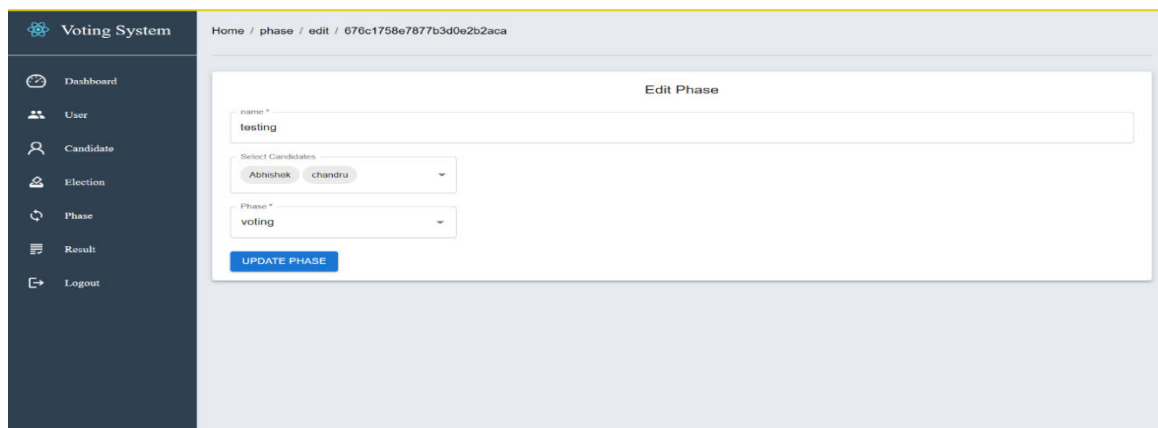 Voting System
Home / phase / edit / 676c1758e7877b3d0e2b2aca
Dashboard
User
Candidate
Election
Phase
Result
Logout
Edit Phase
name *
testing
Select Candidates
Abhishek chandru
Phase *
voting
UPDATE PHASE